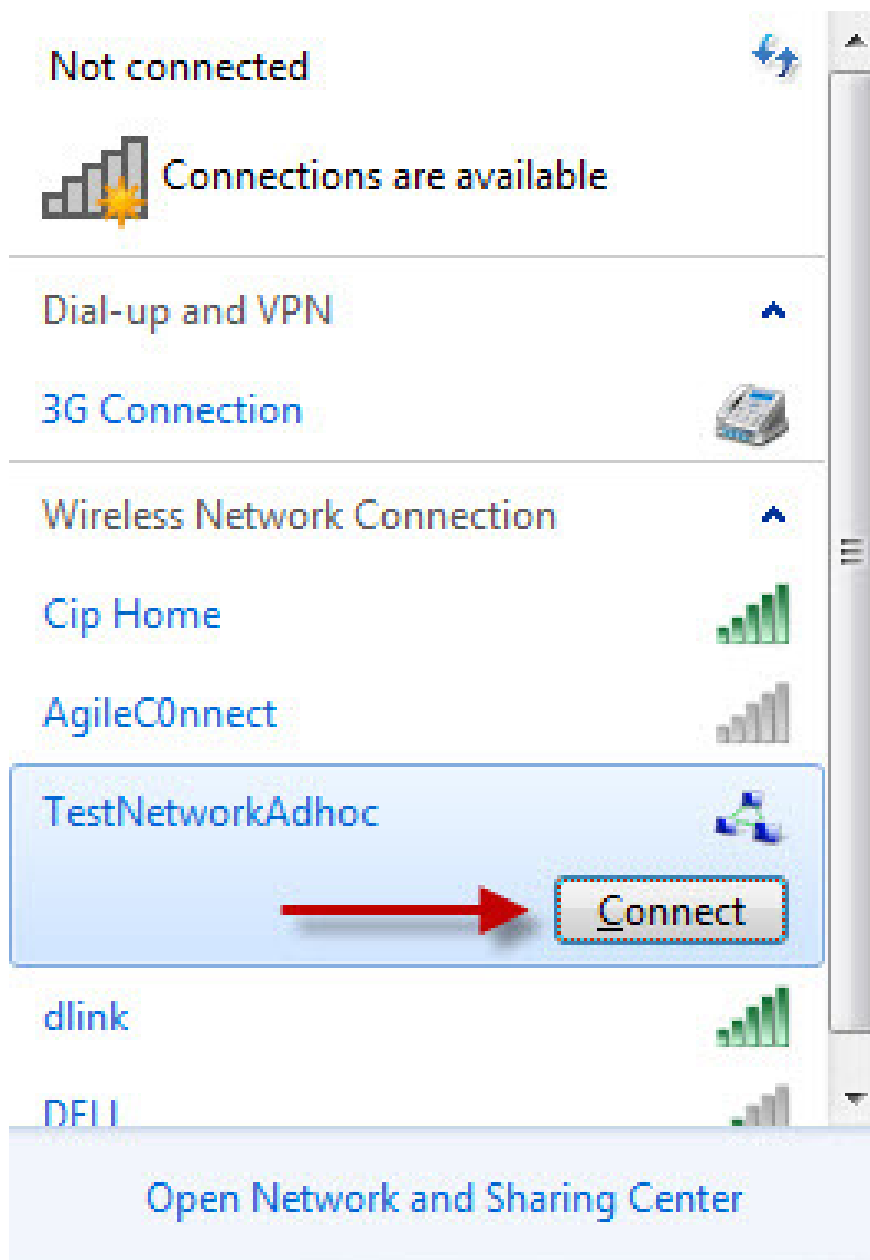 Not connected
Connections are available
Dial-up and VPN
3G Connection
Wireless Network Connection
Cip Home
AgileC0nnect
TestNetworkAdhoc
Connect
dlink
DELL
Open Network and Sharing Center